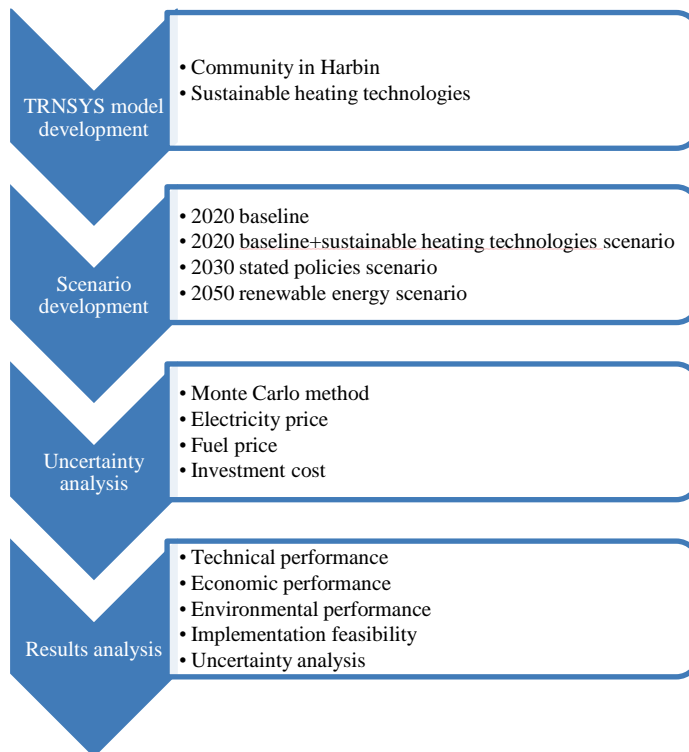 TRNSYS model
development
• Community in Harbin
• Sustainable heating technologies
Scenario
development
• 2020 baseline
• 2020 baseline+sustainable heating technologies scenario
• 2030 stated policies scenario
• 2050 renewable energy scenario
Uncertainty
analysis
• Monte Carlo method
• Electricity price
• Fuel price
• Investment cost
Results analysis
• Technical performance
• Economic performance
• Environmental performance
• Implementation feasibility
• Uncertainty analysis